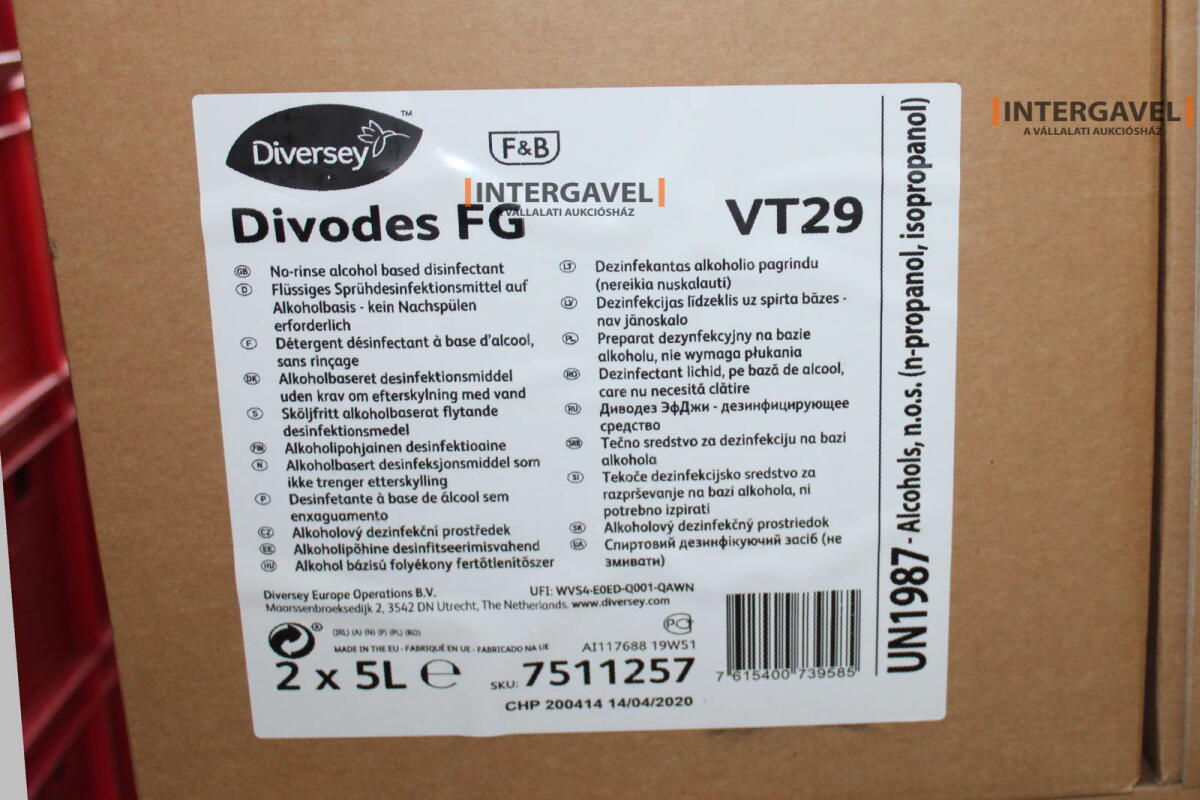 Diversey™
F&B
INTERGAVEL
A VÁLLALATI AUKCIÓSHÁZ
INTERGAVEL
A VÁLLALATI AUKCIÓSHÁZ
Divodes FG
VT29
GB No-rinse alcohol based disinfectant
D Flüssiges Sprühdesinfektionsmittel auf
Alkoholbasis - kein Nachspülen
erforderlich
F Détergent désinfectant à base d'alcool,
sans rinçage
DK Alkoholbaseret desinfektionsmiddel
uden krav om efterskylning med vand
S Sköljfritt alkoholbaserat flytande
desinfektionsmedel
FIN Alkoholipohjainen desinfektioaine
N Alkoholbasert desinfeksjonsmiddel som
ikke trenger etterskylling
P Desinfetante à base de álcool sem
enxaguamento
CZ Alkoholový dezinfekční prostředek
EE Alkoholipõhine desinfitseerimisvahend
HU Alkohol bázisú folyékony fertőtlenítőszer
LT Dezinfekantas alkoholio pagrindu
(nereikia nuskalauti)
LV Dezinfekcijas līdzeklis uz spirta bāzes -
nav jānoskalo
PL Preparat dezynfekcyjny na bazie
alkoholu, nie wymaga płukania
RO Dezinfectant lichid, pe bază de alcool,
care nu necesită clătire
RU Диводез ЭфДжи - дезинфицирующее
средство
SRB Tečno sredstvo za dezinfekciju na bazi
alkohola
SI Tekoče dezinfekcijsko sredstvo za
razprševanje na bazi alkohola, ni
potrebno izpirati
SK Alkoholový dezinfekčný prostriedok
UA Спиртовий дезинфікуючий засіб (не
змивати)
Diversey Europe Operations B.V.
UFI: WVS4-E0ED-Q001-QAWN
Maarssenbroeksedijk 2, 3542 DN Utrecht, The Netherlands. www.diversey.com
® (IRL) (A) (N) (P) (PL) (RO)
MADE IN THE EU - FABRIQUÉ EN UE - FABRICADO NA UE
AI117688 19W51
2 x 5L e
SKU: 7511257
CHP 200414 14/04/2020
7 615400 739585
UN1987 - Alcohols, n.o.s. (n-propanol, isopropanol)